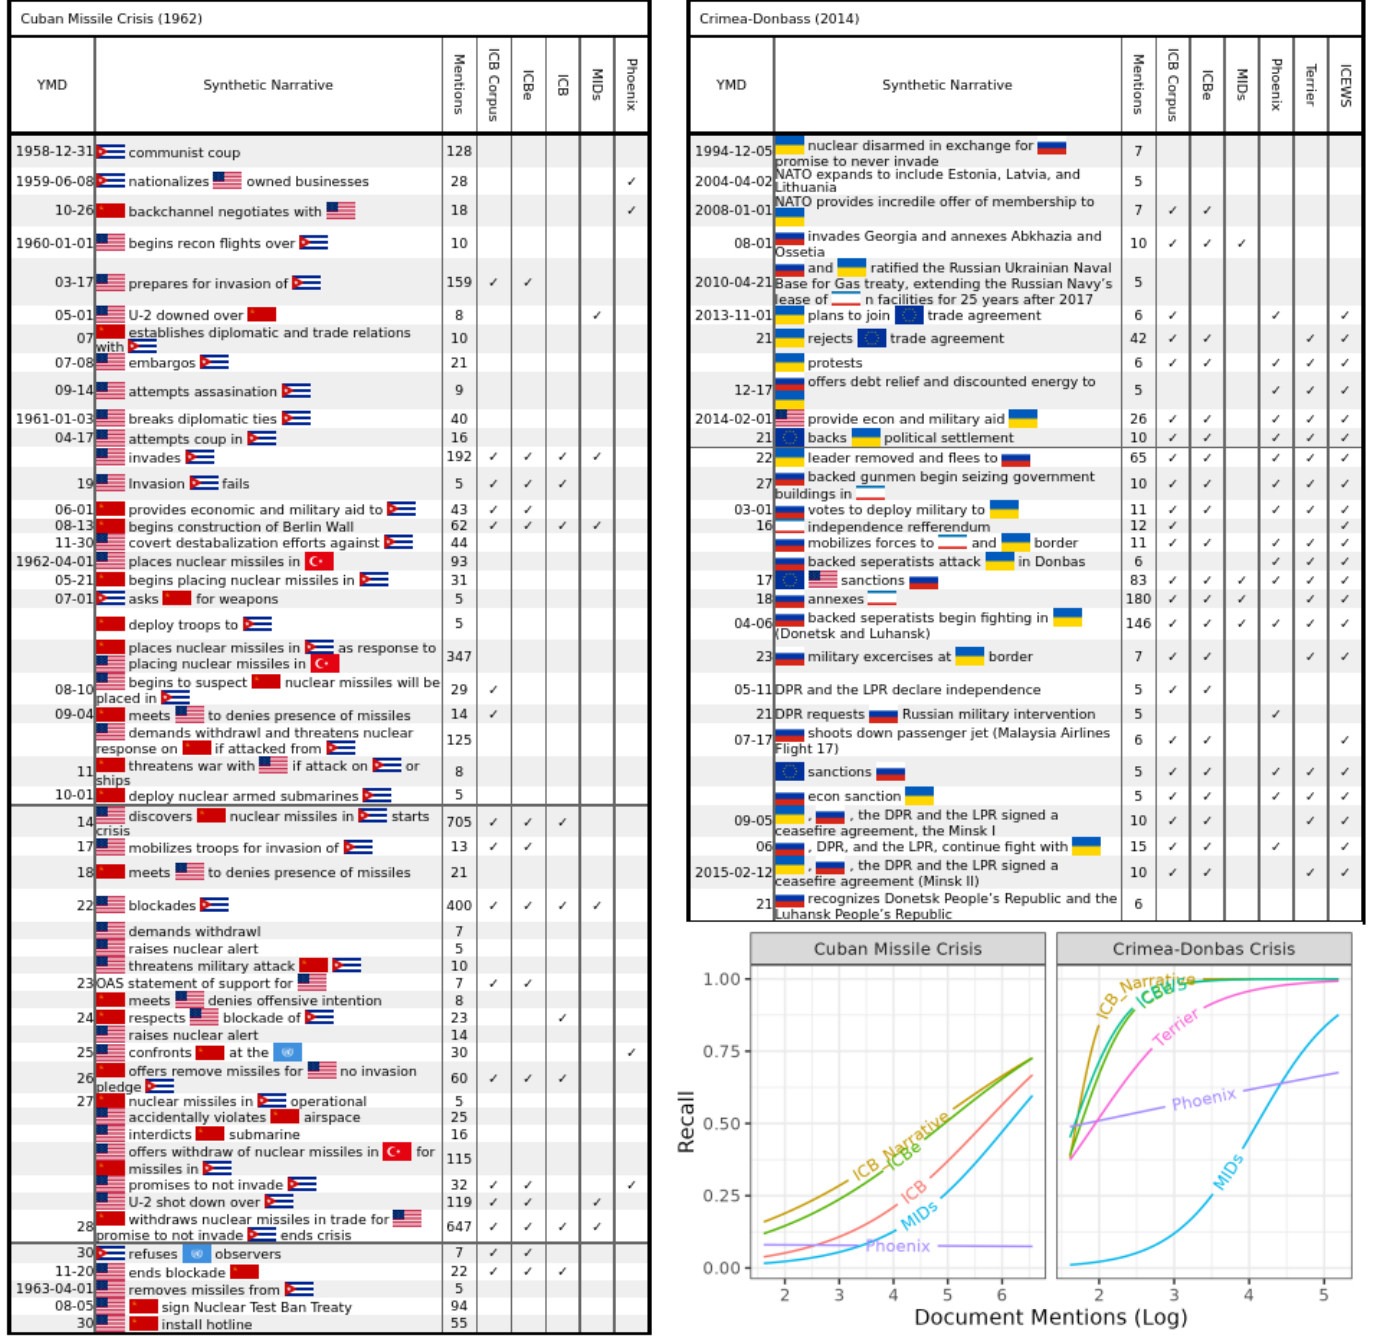 Cuban Missile Crisis (1962)
YMD Synthetic Narrative Mentions ICB Corpus ICBe ICB MIDs Phoenix
1958-12-31 communist coup 128
1959-06-08 nationalizes owned businesses 28 ✓
10-26 backchannel negotiates with 18 ✓
1960-01-01 begins recon flights over 10
03-17 prepares for invasion of 159 ✓ ✓
05-01 U-2 downed over 8 ✓
07 establishes diplomatic and trade relations
with 10
07-08 embargos 21
09-14 attempts assasination 9
1961-01-03 breaks diplomatic ties 40
04-17 attempts coup in 16
invades 192 ✓ ✓ ✓ ✓
19 Invasion fails 5 ✓ ✓ ✓
06-01 provides economic and military aid to 43 ✓ ✓
08-13 begins construction of Berlin Wall 62 ✓ ✓ ✓ ✓
11-30 covert destabalization efforts against 44
1962-04-01 places nuclear missiles in 93
05-21 begins placing nuclear missiles in 31
07-01 asks for weapons 5
deploy troops to 5
places nuclear missiles in as response to
placing nuclear missiles in 347
08-10 begins to suspect nuclear missiles will be
placed in 29 ✓
09-04 meets to denies presence of missiles 14 ✓
demands withdrawl and threatens nuclear
response on if attacked from 125
11 threatens war with if attack on or
ships 8
10-01 deploy nuclear armed submarines 5
14 discovers nuclear missiles in starts
crisis 705 ✓ ✓ ✓
17 mobilizes troops for invasion of 13 ✓ ✓
18 meets to denies presence of missiles 21
22 blockades 400 ✓ ✓ ✓ ✓
demands withdrawl 7
raises nuclear alert 5
threatens military attack 10
23 OAS statement of support for 7 ✓ ✓
meets denies offensive intention 8
24 respects blockade of 23 ✓
raises nuclear alert 14
25 confronts at the 30 ✓
26 offers remove missiles for no invasion
pledge 60 ✓ ✓ ✓
27 nuclear missiles in operational 5
accidentally violates airspace 25
interdicts submarine 16
offers withdraw of nuclear missiles in for
missiles in 115
promises to not invade 32 ✓ ✓ ✓
U-2 shot down over 119 ✓ ✓ ✓
28 withdraws nuclear missiles in trade for
promise to not invade ends crisis 647 ✓ ✓ ✓ ✓
30 refuses observers 7 ✓ ✓
11-20 ends blockade 22 ✓ ✓ ✓
1963-04-01 removes missiles from 5
08-05 sign Nuclear Test Ban Treaty 94
30 install hotline 55
Crimea-Donbass (2014)
YMD Synthetic Narrative Mentions ICB Corpus ICBe MIDs Phoenix Terrier ICEWS
1994-12-05 nuclear disarmed in exchange for
promise to never invade 7
2004-04-02 NATO expands to include Estonia, Latvia, and
Lithuania 5
2008-01-01 NATO provides incredile offer of membership to
7 ✓ ✓
08-01 invades Georgia and annexes Abkhazia and
Ossetia 10 ✓ ✓ ✓
2010-04-21 and ratified the Russian Ukrainian Naval
Base for Gas treaty, extending the Russian Navy's
lease of n facilities for 25 years after 2017 5
2013-11-01 plans to join trade agreement 6 ✓ ✓ ✓
21 rejects trade agreement 42 ✓ ✓ ✓ ✓
protests 6 ✓ ✓ ✓ ✓ ✓
12-17 offers debt relief and discounted energy to
5 ✓ ✓ ✓
2014-02-01 provide econ and military aid 26 ✓ ✓ ✓ ✓ ✓
21 backs political settlement 10 ✓ ✓ ✓ ✓ ✓
22 leader removed and flees to 65 ✓ ✓ ✓ ✓ ✓
27 backed gunmen begin seizing government
buildings in 10 ✓ ✓ ✓ ✓ ✓
03-01 votes to deploy military to 11 ✓ ✓ ✓ ✓ ✓
16 independence refferendum 12 ✓ ✓
mobilizes forces to and border 11 ✓ ✓ ✓ ✓ ✓
backed seperatists attack in Donbas 6 ✓ ✓ ✓
17 sanctions 83 ✓ ✓ ✓ ✓ ✓ ✓
18 annexes 180 ✓ ✓ ✓ ✓ ✓
04-06 backed seperatists begin fighting in
(Donetsk and Luhansk) 146 ✓ ✓ ✓ ✓ ✓ ✓
23 military excercises at border 7 ✓ ✓ ✓ ✓
05-11 DPR and the LPR declare independence 5 ✓ ✓
21 DPR requests Russian military intervention 5 ✓
07-17 shoots down passenger jet (Malaysia Airlines
Flight 17) 6 ✓ ✓ ✓
sanctions 5 ✓ ✓ ✓ ✓ ✓
econ sanction 5 ✓ ✓ ✓ ✓ ✓
09-05 , , the DPR and the LPR signed a
ceasefire agreement, the Minsk I 10 ✓ ✓ ✓ ✓
06 , DPR, and the LPR, continue fight with 15 ✓ ✓ ✓ ✓
2015-02-12 , , the DPR and the LPR signed a
ceasefire agreement (Minsk II) 10 ✓ ✓ ✓ ✓
21 recognizes Donetsk People's Republic and the
Luhansk People's Republic 6
Cuban Missile Crisis
Crimea-Donbas Crisis
Recall
1.00
0.75
0.50
0.25
0.00
ICB_Narrative
ICBe
ICB
MIDs
Phoenix
ICB_Narrative
ICBe
Terrier
Phoenix
MIDs
2 3 4 5 6
2 3 4 5
Document Mentions (Log)